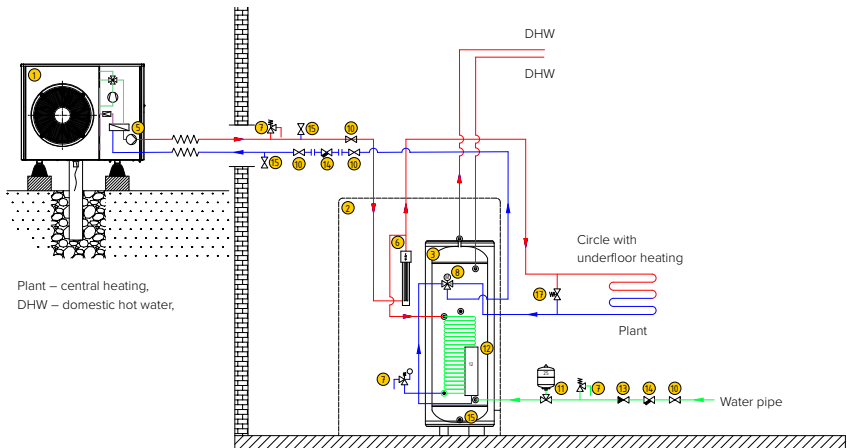 DHW
DHW
1
5
7
15
10
15
10
14
10
2
6
3
8
Circle with
underfloor heating
17
Plant – central heating,
DHW – domestic hot water,
Plant
12
7
11
7
13
14
10
Water pipe
15